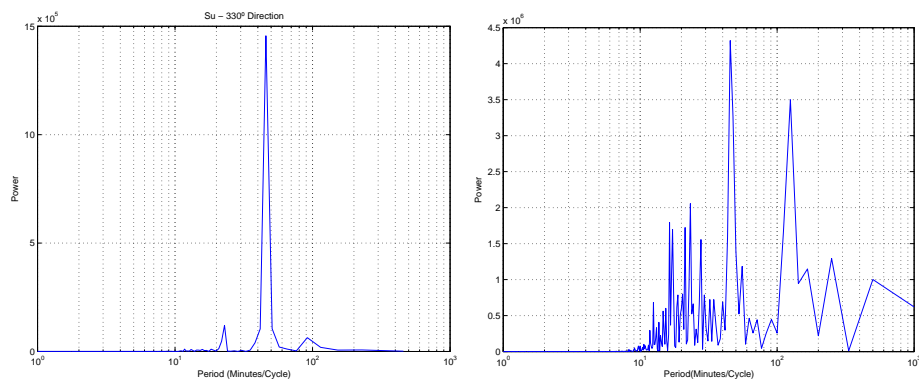 Su – 330º Direction
x 10^5
15
10
5
0
Power
10^0 10^1 10^2 10^3
Period (Minutes/Cycle)
x 10^6
4.5
4
3.5
3
2.5
2
1.5
1
0.5
0
Power
10^0 10^1 10^2 10^3
Period(Minutes/Cycle)